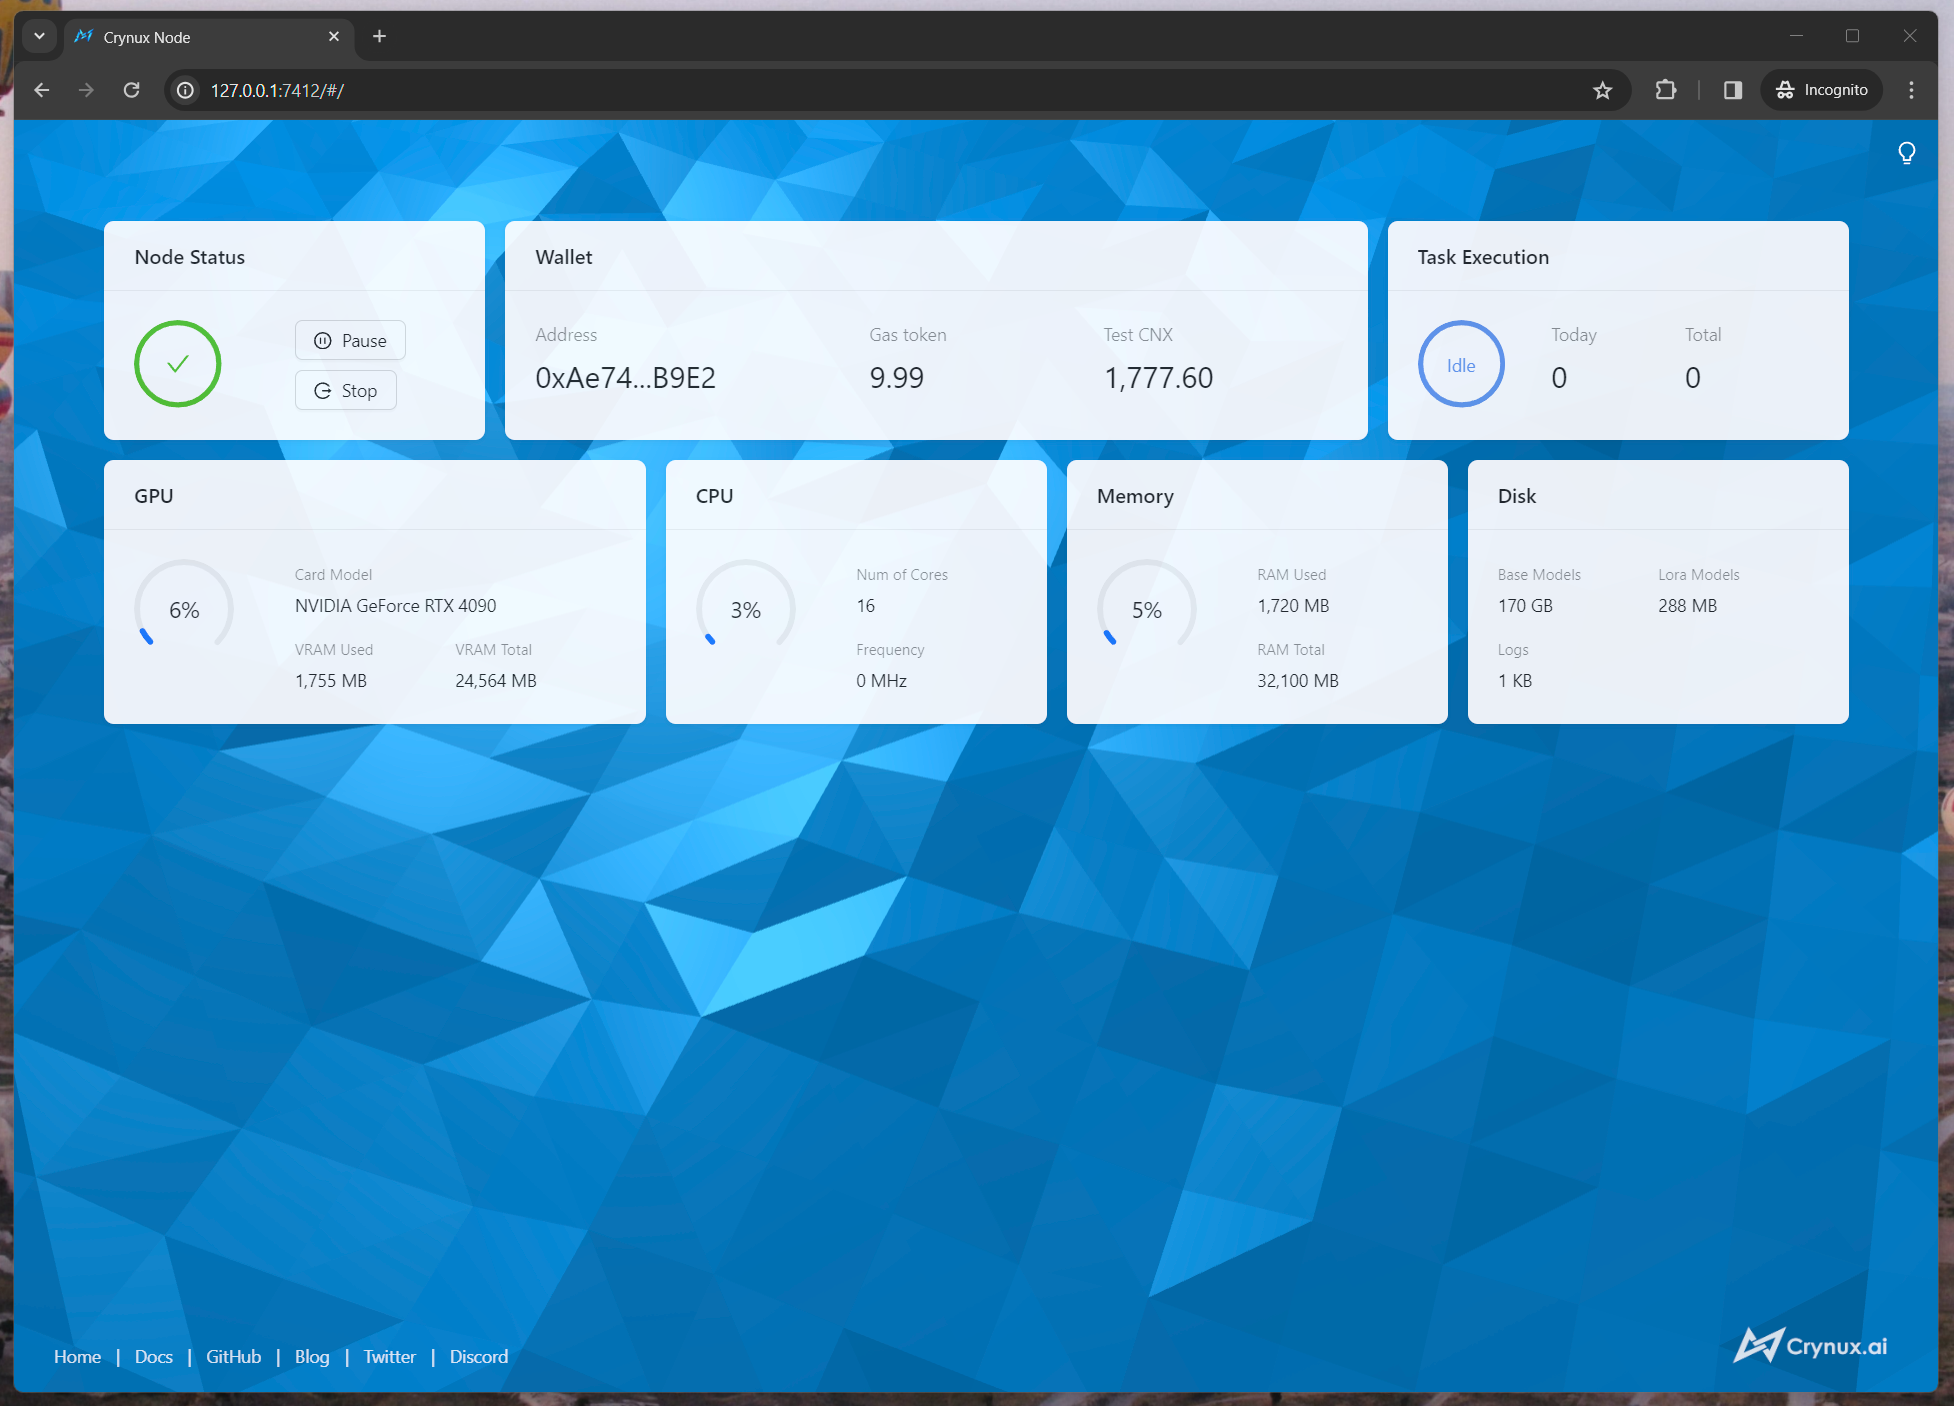 Crynux Node
127.0.0.1:7412/#/
Incognito
Node Status
Pause
Stop
Wallet
Address
0xAe74...B9E2
Gas token
9.99
Test CNX
1,777.60
Task Execution
Idle
Today
0
Total
0
GPU
6%
Card Model
NVIDIA GeForce RTX 4090
VRAM Used
1,755 MB
VRAM Total
24,564 MB
CPU
3%
Num of Cores
16
Frequency
0 MHz
Memory
5%
RAM Used
1,720 MB
RAM Total
32,100 MB
Disk
Base Models
170 GB
Lora Models
288 MB
Logs
1 KB
Home | Docs | GitHub | Blog | Twitter | Discord
Crynux.ai